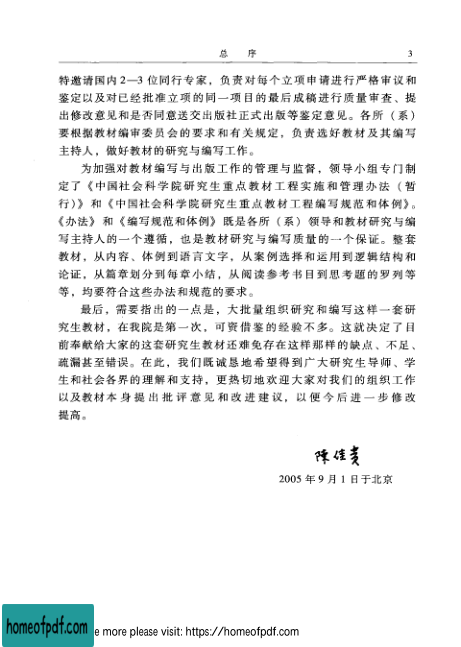 总 序 3
特邀请国内2—3位同行专家，负责对每个立项申请进行严格审议和
鉴定以及对已经批准立项的同一项目的最后成稿进行质量审查、提
出修改意见和是否同意送交出版社正式出版等鉴定意见。各所（系）
要根据教材编审委员会的要求和有关规定，负责选好教材及其编写
主持人，做好教材的研究与编写工作。
为加强对教材编写与出版工作的管理与监督，领导小组专门制
定了《中国社会科学院研究生重点教材工程实施和管理办法（暂
行）》和《中国社会科学院研究生重点教材工程编写规范和体例》。
《办法》和《编写规范和体例》既是各所（系）领导和教材研究与编
写主持人的一个遵循，也是教材研究与编写质量的一个保证。整套
教材，从内容、体例到语言文字，从案例选择和运用到逻辑结构和
论证，从篇章划分到每章小结，从阅读参考书目到思考题的罗列等
等，均要符合这些办法和规范的要求。
最后，需要指出的一点是，大批量组织研究和编写这样一套研
究生教材，在我院是第一次，可资借鉴的经验不多。这就决定了目
前奉献给大家的这套研究生教材还难免存在这样那样的缺点、不足、
疏漏甚至错误。在此，我们既诚恳地希望得到广大研究生导师、学
生和社会各界的理解和支持，更热切地欢迎大家对我们的组织工作
以及教材本身提出批评意见和改进建议，以便今后进一步修改
提高。
陈佳贵
2005年9月1日于北京
homeofpdf.com
e more please visit: https://homeofpdf.com